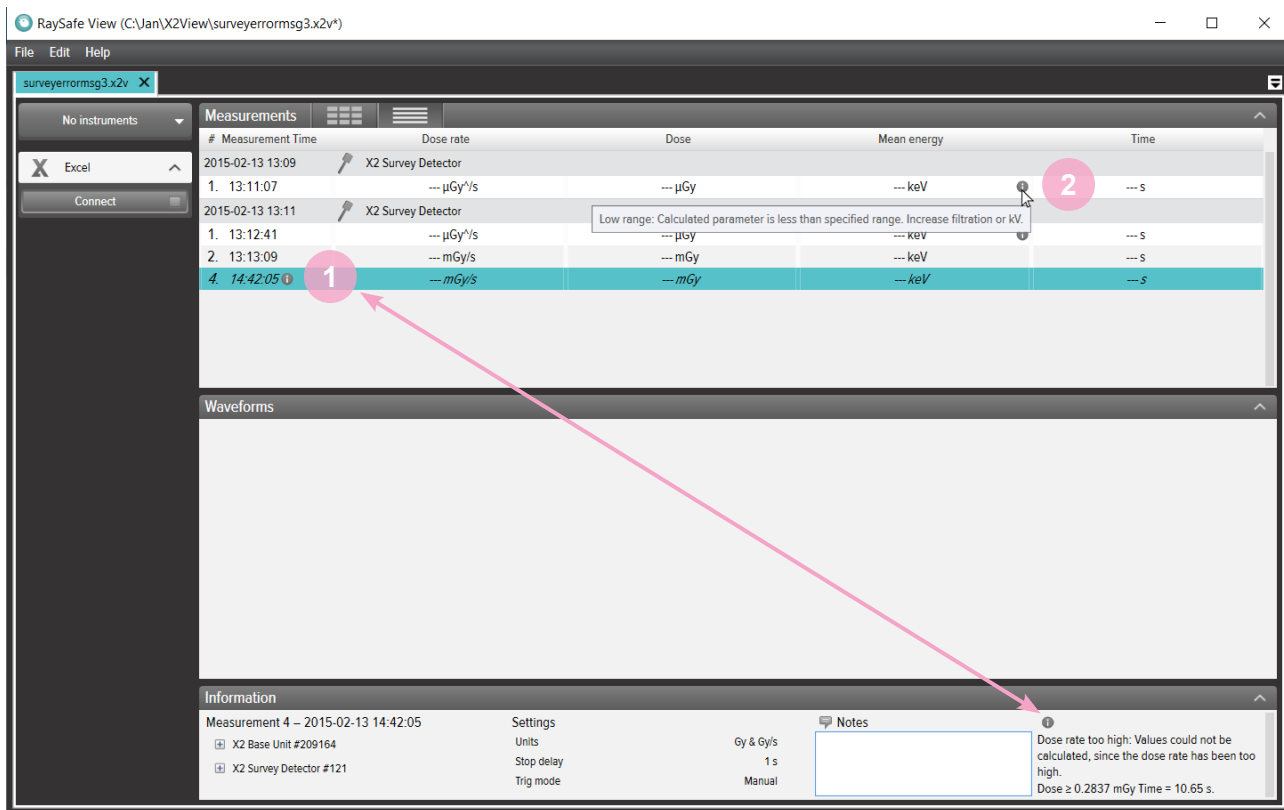 RaySafe View (C:\Jan\X2View\surveyerrormsg3.x2v*)
File Edit Help
surveyerrormsg3.x2v X
No instruments
Excel
Connect
Measurements
# Measurement Time Dose rate Dose Mean energy Time
2015-02-13 13:09 X2 Survey Detector
1. 13:11:07 --- µGy^/s --- µGy --- keV 2 --- s
2015-02-13 13:11 X2 Survey Detector
Low range: Calculated parameter is less than specified range. Increase filtration or kV.
1. 13:12:41 --- µGy^/s --- µGy --- keV --- s
2. 13:13:09 --- mGy/s --- mGy --- keV --- s
4. 14:42:05 1 --- mGy/s --- mGy --- keV --- s
Waveforms
Information
Measurement 4 – 2015-02-13 14:42:05
X2 Base Unit #209164
X2 Survey Detector #121
Settings
Units Gy & Gy/s
Stop delay 1 s
Trig mode Manual
Notes
Dose rate too high: Values could not be
calculated, since the dose rate has been too
high.
Dose ≥ 0.2837 mGy Time = 10.65 s.